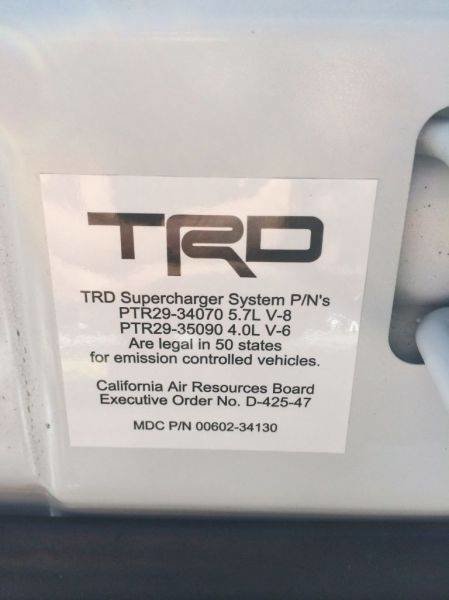 TRD
TRD Supercharger System P/N's
PTR29-34070 5.7L V-8
PTR29-35090 4.0L V-6
Are legal in 50 states
for emission controlled vehicles.
California Air Resources Board
Executive Order No. D-425-47
MDC P/N 00602-34130